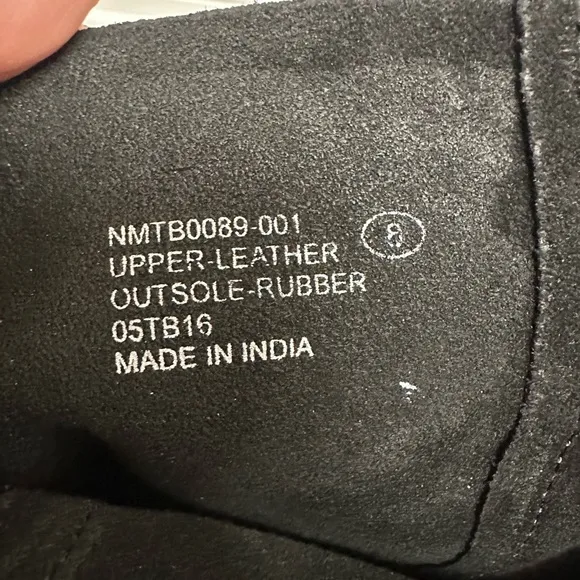 NMTB0089-001 8
UPPER-LEATHER
OUTSOLE-RUBBER
05TB16
MADE IN INDIA